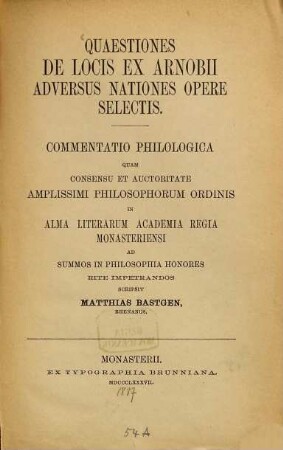 QUAESTIONES
DE LOCIS EX ARNOBII
ADVERSUS NATIONES OPERE
SELECTIS.
COMMENTATIO PHILOLOGICA
QUAM
CONSENSU ET AUCTORITATE
AMPLISSIMI PHILOSOPHORUM ORDINIS
IN
ALMA LITERARUM ACADEMIA REGIA
MONASTERIENSI
AD
SUMMOS IN PHILOSOPHIA HONORES
RITE IMPETRANDOS
SCRIPSIT
MATTHIAS BASTGEN,
RHENANUS.
MONASTERII.
EX TYPOGRAPHIA BRUNNIANA.
MDCCCLXXXVII.
1887
54 A